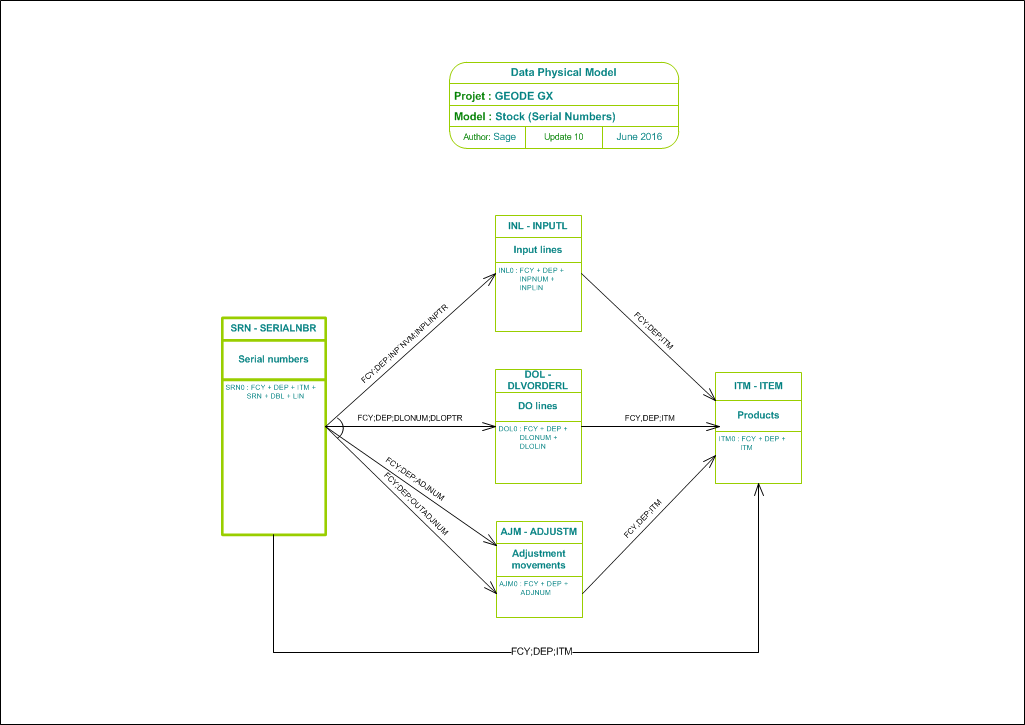 Data Physical Model
Projet : GEODE GX
Model : Stock (Serial Numbers)
Author: Sage
Update 10
June 2016
INL - INPUTL
Input lines
INL0 : FCY + DEP +
INPNUM +
INPLIN
SRN - SERIALNBR
Serial numbers
SRN0 : FCY + DEP + ITM +
SRN + DBL + LIN
DOL -
DLVORDERL
DO lines
DOL0 : FCY + DEP +
DLONUM +
DLOLIN
ITM - ITEM
Products
ITM0 : FCY + DEP +
ITM
AJM - ADJUSTM
Adjustment
movements
AJM0 : FCY + DEP +
ADJNUM
FCY;DEP;INP NVM;INPLINPTR
FCY;DEP;DLONUM;DLOPTR
FCY;DEP;ADJNUM
FCY;DEP;OUTADJNUM
FCY;DEP;ITM
FCY;DEP;ITM
FCY;DEP;ITM
FCY;DEP;ITM